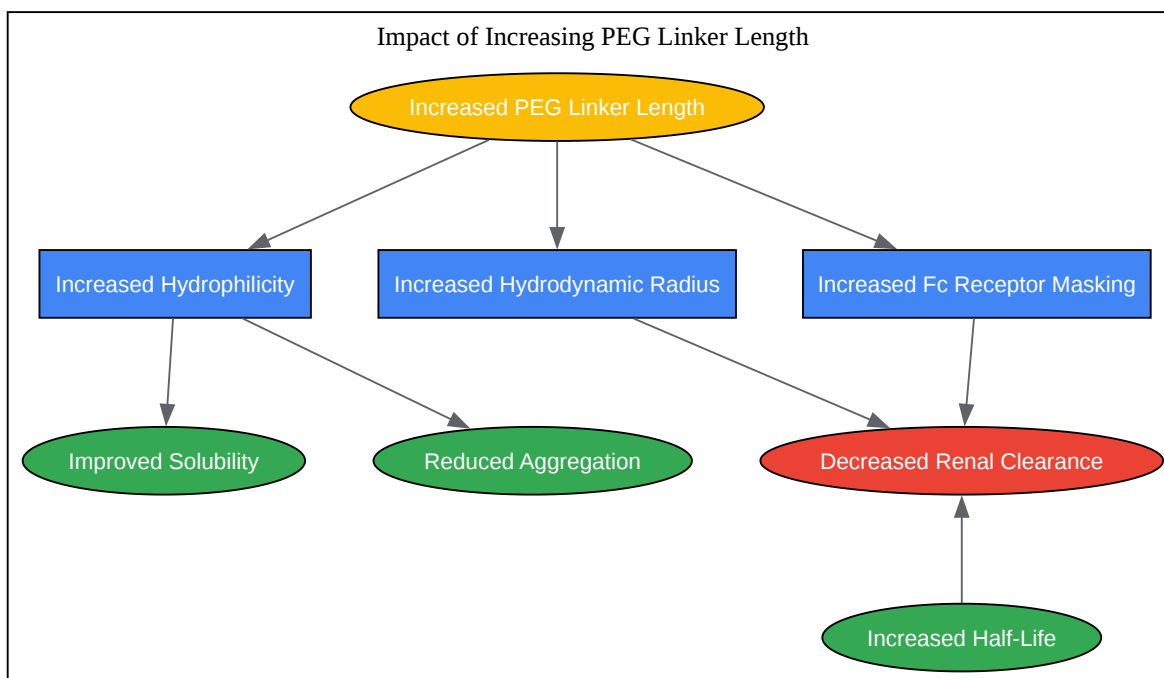 Impact of Increasing PEG Linker Length
Increased PEG Linker Length
Increased Hydrophilicity
Increased Hydrodynamic Radius
Increased Fc Receptor Masking
Improved Solubility
Reduced Aggregation
Decreased Renal Clearance
Increased Half-Life